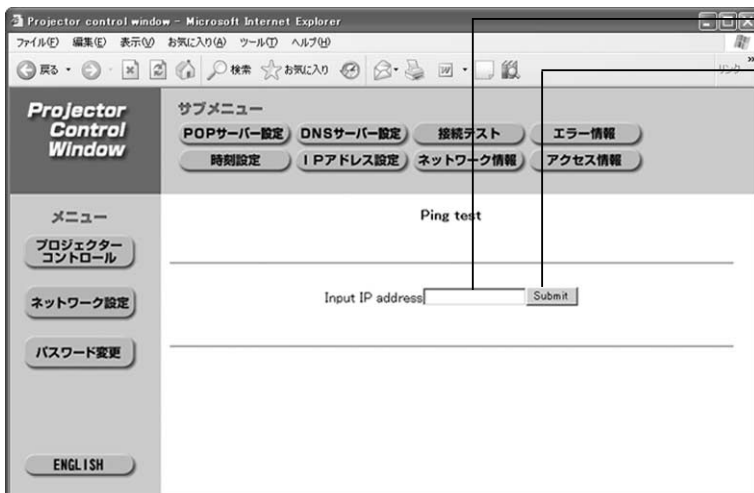 Projector control window - Microsoft Internet Explorer
ファイル(F) 編集(E) 表示(V) お気に入り(A) ツール(T) ヘルプ(H)
戻る 検索 お気に入り リンク »
Projector
Control
Window
サブメニュー
POPサーバー設定 DNSサーバー設定 接続テスト エラー情報
時刻設定 IPアドレス設定 ネットワーク情報 アクセス情報
メニュー
プロジェクター
コントロール
ネットワーク設定
パスワード変更
ENGLISH
Ping test
Input IP address Submit